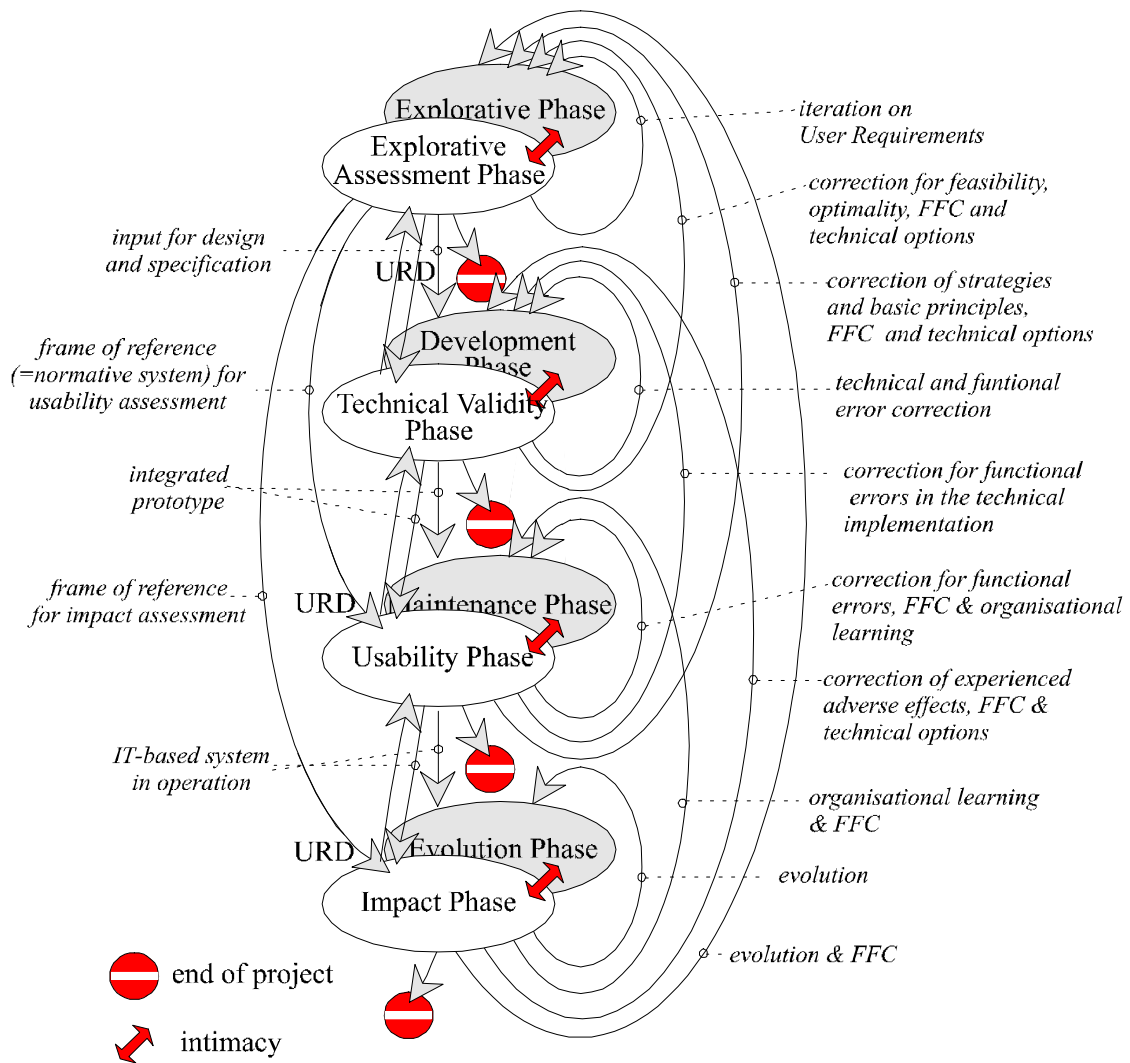 Explorative Phase
Explorative
Assessment Phase
iteration on
User Requirements
correction for feasibility,
optimality, FFC and
technical options
input for design
and specification
URD
correction of strategies
and basic principles,
FFC and technical options
Development
Phase
frame of reference
(=normative system) for
usability assessment
technical and funtional
error correction
Technical Validity
Phase
integrated
prototype
correction for functional
errors in the technical
implementation
frame of reference
for impact assessment
URD
Maintenance Phase
correction for functional
errors, FFC & organisational
learning
Usability Phase
correction of experienced
adverse effects, FFC &
technical options
IT-based system
in operation
organisational learning
& FFC
URD
Evolution Phase
evolution
Impact Phase
evolution & FFC
end of project
intimacy